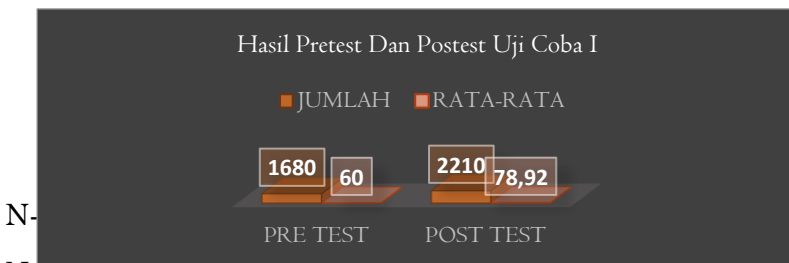 Hasil Pretest Dan Postest Uji Coba I
JUMLAH RATA-RATA
1680 60 2210 78,92
N-
PRE TEST POST TEST